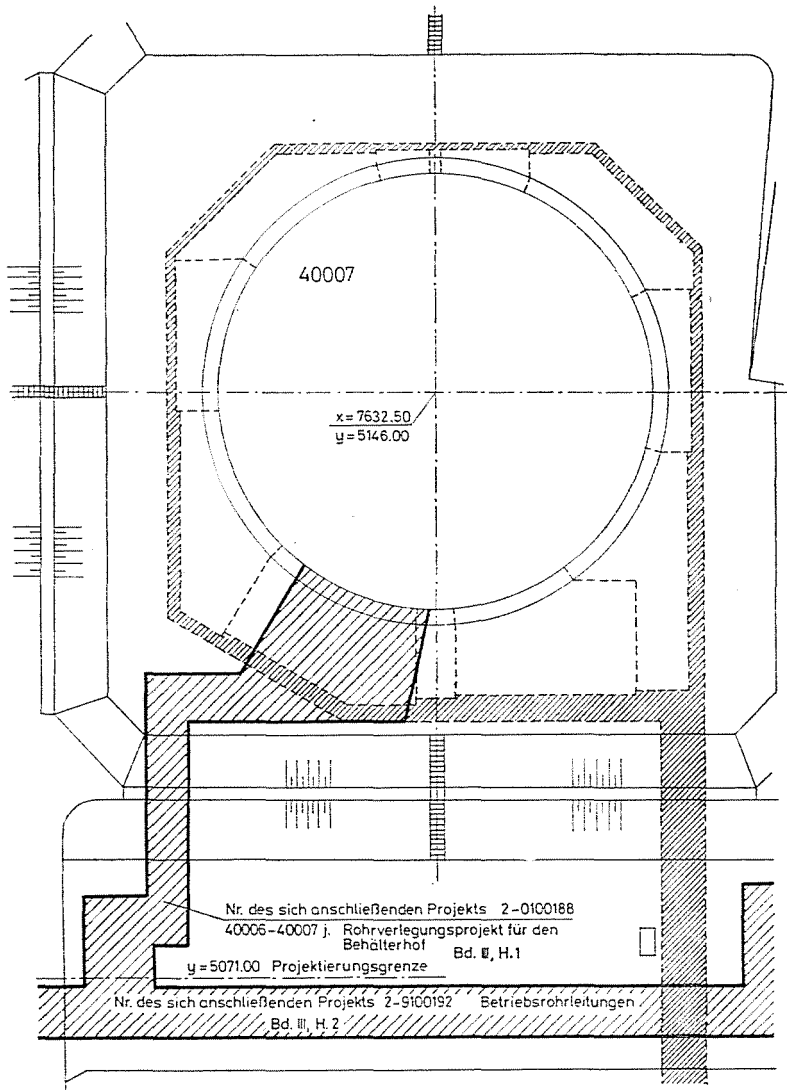 40007
x=7632.50
y=5146.00
Nr. des sich anschließenden Projekts 2-0100188
40006-40007 j. Rohrverlegungsprojekt für den
Behälterhof Bd. III, H.1
y=5071.00 Projektierungsgrenze
Nr. des sich anschließenden Projekts 2-9100192 Betriebsrohrleitungen
Bd. III, H. 2